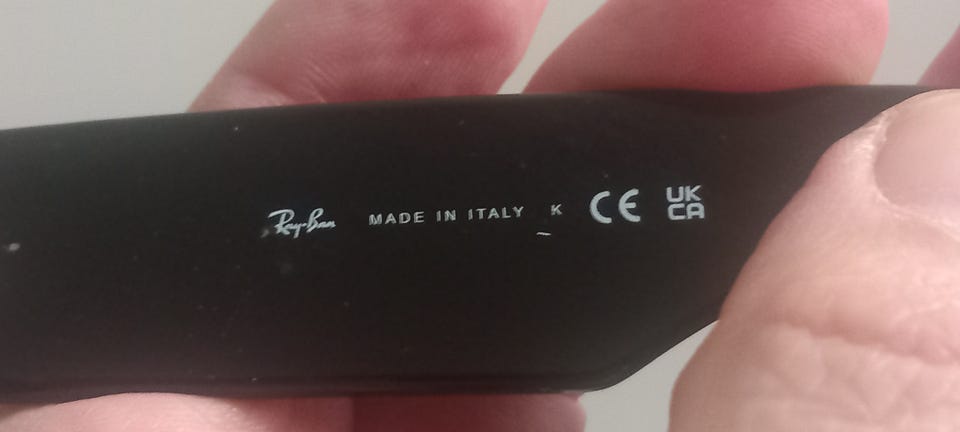 Ray-Ban MADE IN ITALY K CE UK
CA